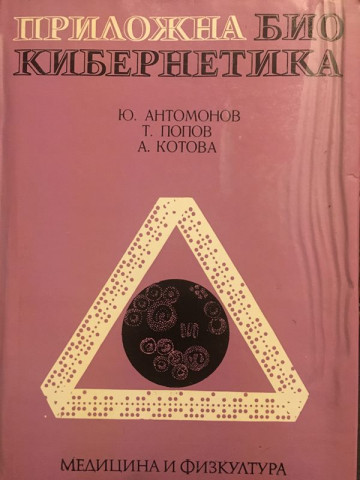 ПРИЛОЖНА БИО
КИБЕРНЕТИКА
Ю. АНТОМОНОВ
Т. ПОПОВ
А. КОТОВА
МЕДИЦИНА И ФИЗКУЛТУРА